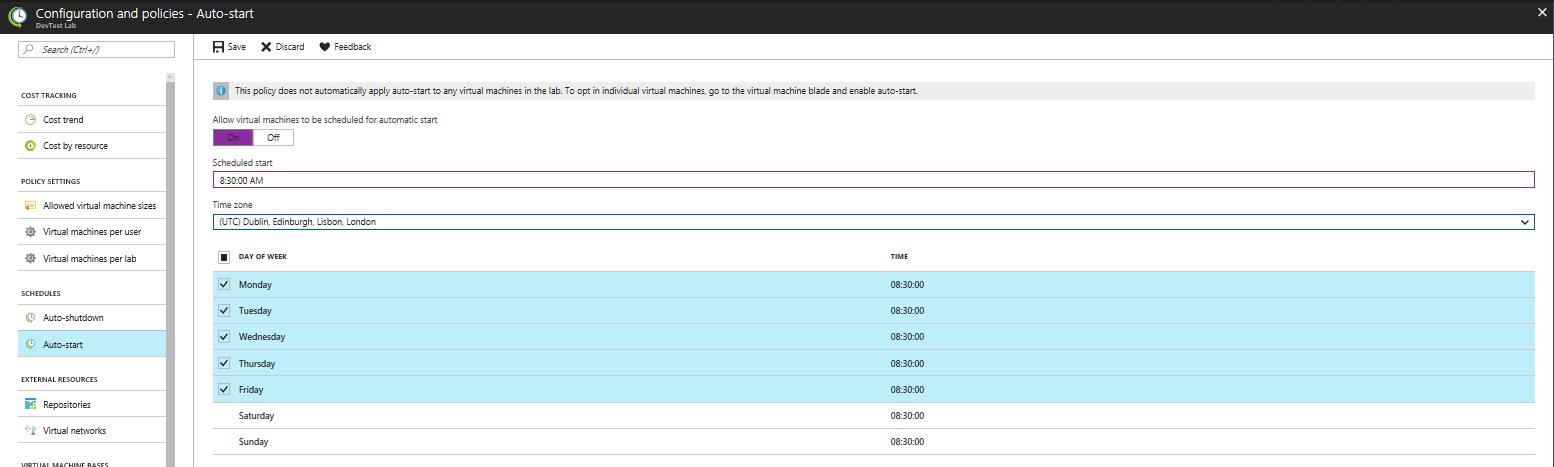 Configuration and policies - Auto-start
DevTest Lab
Search (Ctrl+/)
COST TRACKING
Cost trend
Cost by resource
POLICY SETTINGS
Allowed virtual machine sizes
Virtual machines per user
Virtual machines per lab
SCHEDULES
Auto-shutdown
Auto-start
EXTERNAL RESOURCES
Repositories
Virtual networks
VIRTUAL MACHINE BASES
Save Discard Feedback
This policy does not automatically apply auto-start to any virtual machines in the lab. To opt in individual virtual machines, go to the virtual machine blade and enable auto-start.
Allow virtual machines to be scheduled for automatic start
On Off
Scheduled start
8:30:00 AM
Time zone
(UTC) Dublin, Edinburgh, Lisbon, London
DAY OF WEEK TIME
Monday 08:30:00
Tuesday 08:30:00
Wednesday 08:30:00
Thursday 08:30:00
Friday 08:30:00
Saturday 08:30:00
Sunday 08:30:00